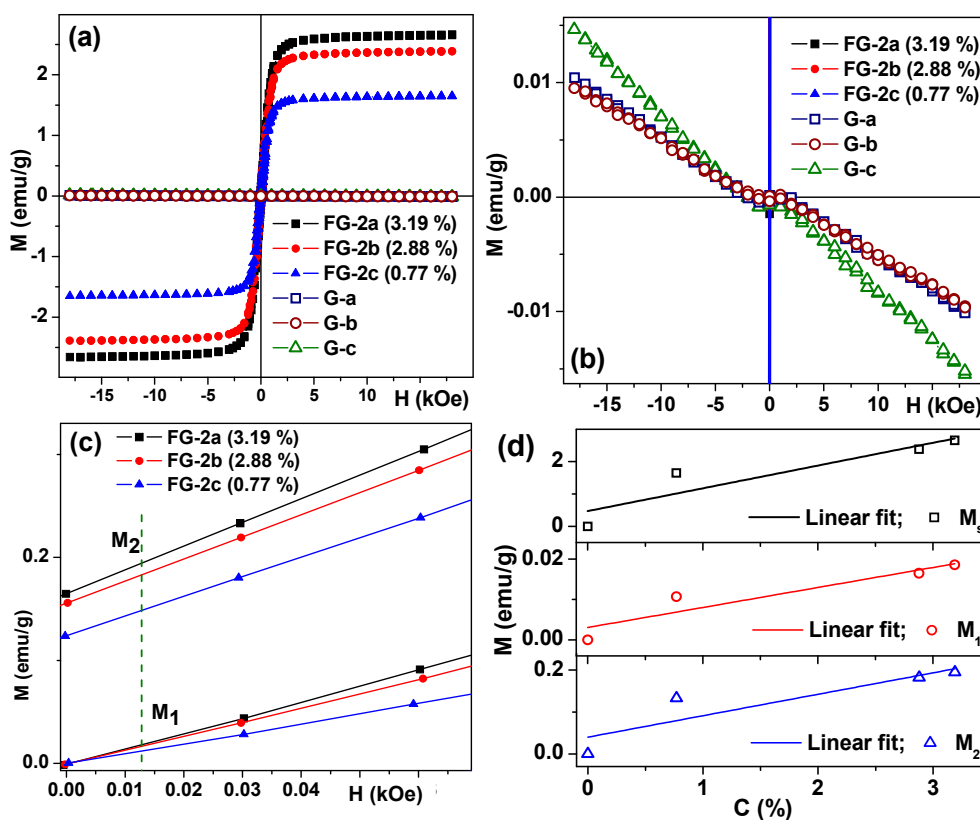 (a)
M (emu/g)
2
1
0
-1
-2
FG-2a (3.19 %)
FG-2b (2.88 %)
FG-2c (0.77 %)
G-a
G-b
G-c
-15 -10 -5 0 5 10 15
H (kOe)
(b)
M (emu/g)
0.01
0.00
-0.01
FG-2a (3.19 %)
FG-2b (2.88 %)
FG-2c (0.77 %)
G-a
G-b
G-c
-15 -10 -5 0 5 10 15
H (kOe)
(c)
M (emu/g)
0.2
0.0
FG-2a (3.19 %)
FG-2b (2.88 %)
FG-2c (0.77 %)
M2
M1
0.00 0.01 0.02 0.03 0.04
H (kOe)
(d)
M (emu/g)
2
0
Linear fit; Ms
0.02
0.00
Linear fit; M1
0.2
0.0
Linear fit; M2
0 1 2 3
C (%)